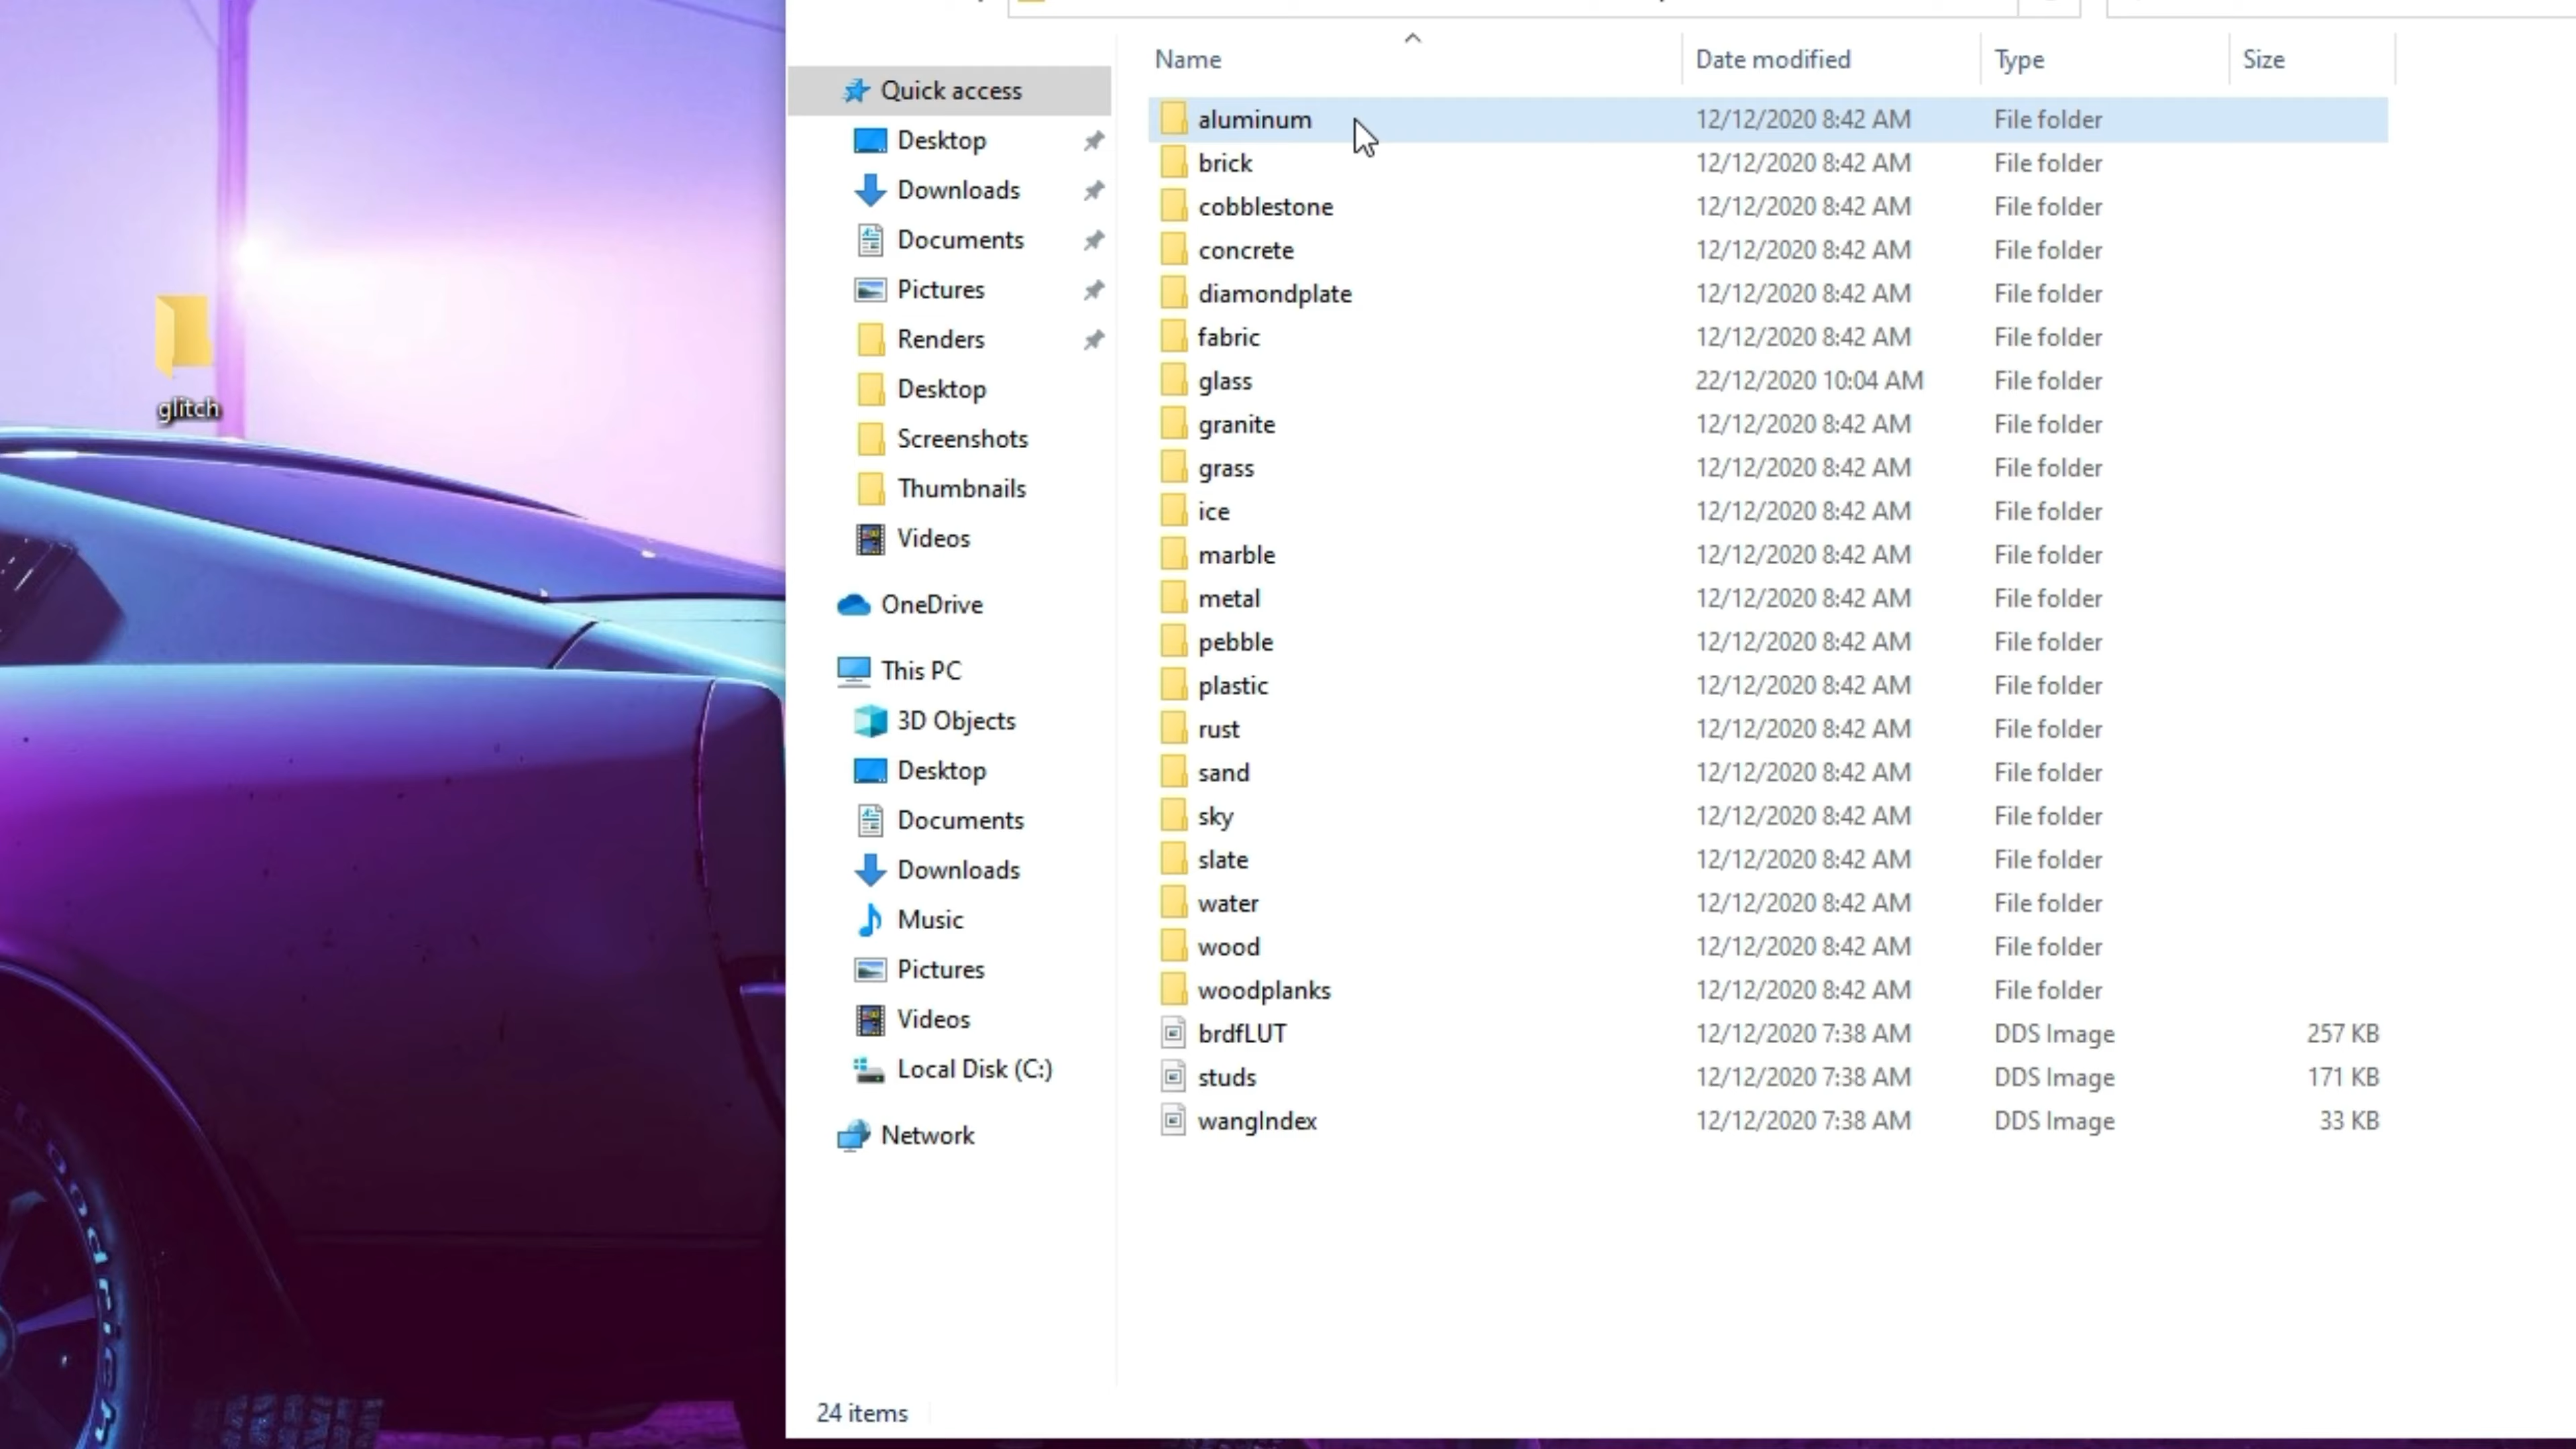 glitch
Name Date modified Type Size
Quick access
Desktop
Downloads
Documents
Pictures
Renders
Desktop
Screenshots
Thumbnails
Videos
OneDrive
This PC
3D Objects
Desktop
Documents
Downloads
Music
Pictures
Videos
Local Disk (C:)
Network
aluminum 12/12/2020 8:42 AM File folder
brick 12/12/2020 8:42 AM File folder
cobblestone 12/12/2020 8:42 AM File folder
concrete 12/12/2020 8:42 AM File folder
diamondplate 12/12/2020 8:42 AM File folder
fabric 12/12/2020 8:42 AM File folder
glass 22/12/2020 10:04 AM File folder
granite 12/12/2020 8:42 AM File folder
grass 12/12/2020 8:42 AM File folder
ice 12/12/2020 8:42 AM File folder
marble 12/12/2020 8:42 AM File folder
metal 12/12/2020 8:42 AM File folder
pebble 12/12/2020 8:42 AM File folder
plastic 12/12/2020 8:42 AM File folder
rust 12/12/2020 8:42 AM File folder
sand 12/12/2020 8:42 AM File folder
sky 12/12/2020 8:42 AM File folder
slate 12/12/2020 8:42 AM File folder
water 12/12/2020 8:42 AM File folder
wood 12/12/2020 8:42 AM File folder
woodplanks 12/12/2020 8:42 AM File folder
brdfLUT 12/12/2020 7:38 AM DDS Image 257 KB
studs 12/12/2020 7:38 AM DDS Image 171 KB
wangIndex 12/12/2020 7:38 AM DDS Image 33 KB
24 items